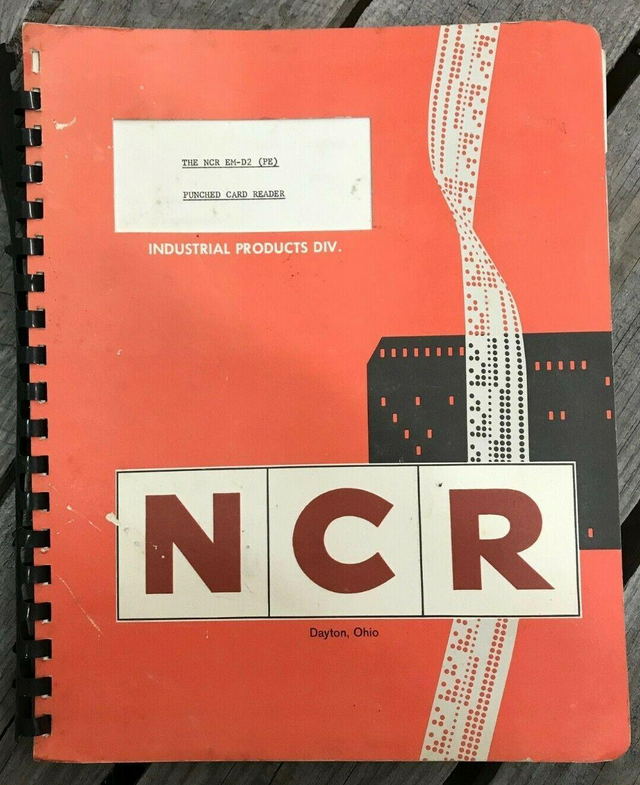 THE NCR EM-D2 (PE)
PUNCHED CARD READER
INDUSTRIAL PRODUCTS DIV.
NCR
Dayton, Ohio